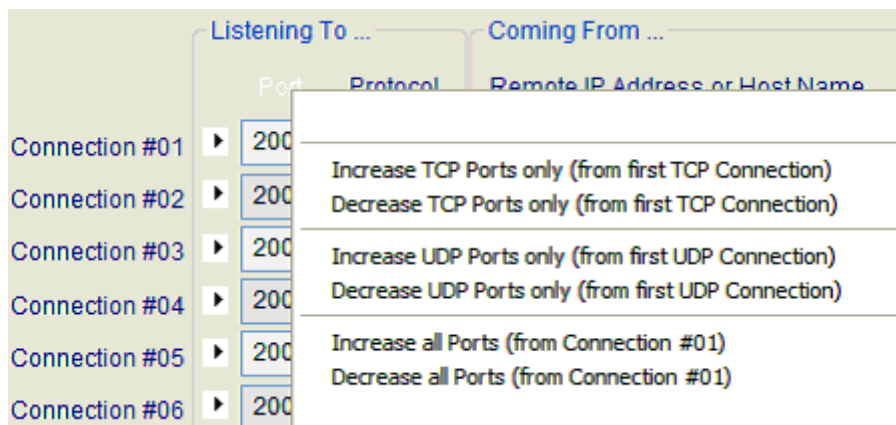 Listening To ... Coming From ...
Port Protocol Remote IP Address or Host Name
Connection #01 200
Increase TCP Ports only (from first TCP Connection)
Connection #02 200
Decrease TCP Ports only (from first TCP Connection)
Connection #03 200
Increase UDP Ports only (from first UDP Connection)
Decrease UDP Ports only (from first UDP Connection)
Connection #04 200
Increase all Ports (from Connection #01)
Connection #05 200
Decrease all Ports (from Connection #01)
Connection #06 200